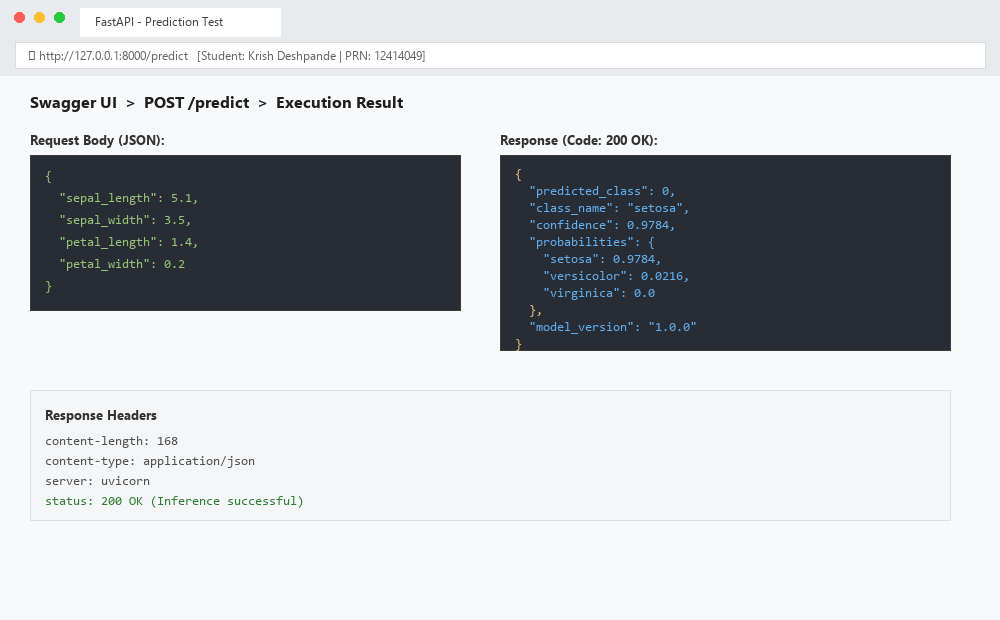 FastAPI - Prediction Test
http://127.0.0.1:8000/predict [Student: Krish Deshpande | PRN: 12414049]
Swagger UI > POST /predict > Execution Result
Request Body (JSON):
{
  "sepal_length": 5.1,
  "sepal_width": 3.5,
  "petal_length": 1.4,
  "petal_width": 0.2
}
Response (Code: 200 OK):
{
  "predicted_class": 0,
  "class_name": "setosa",
  "confidence": 0.9784,
  "probabilities": {
    "setosa": 0.9784,
    "versicolor": 0.0216,
    "virginica": 0.0
  },
  "model_version": "1.0.0"
}
Response Headers
content-length: 168
content-type: application/json
server: uvicorn
status: 200 OK (Inference successful)